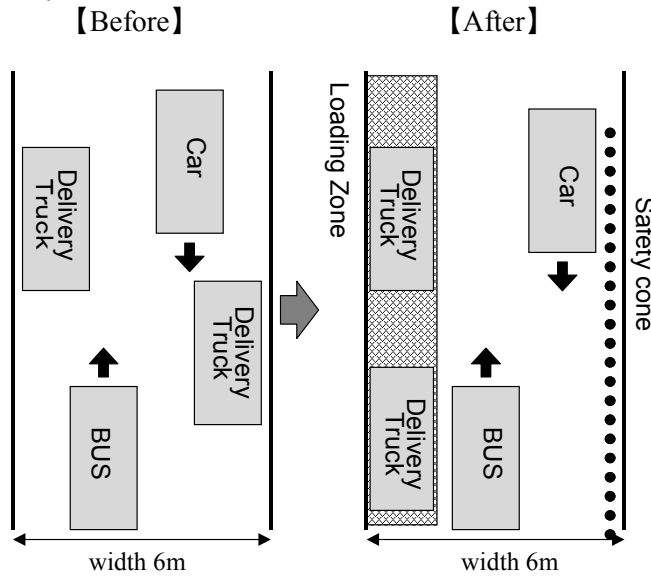 【Before】
【After】
Car
Delivery
Truck
Delivery
Truck
BUS
width 6m
Loading Zone
Car
Safety cone
Delivery
Truck
Delivery
Truck
BUS
width 6m